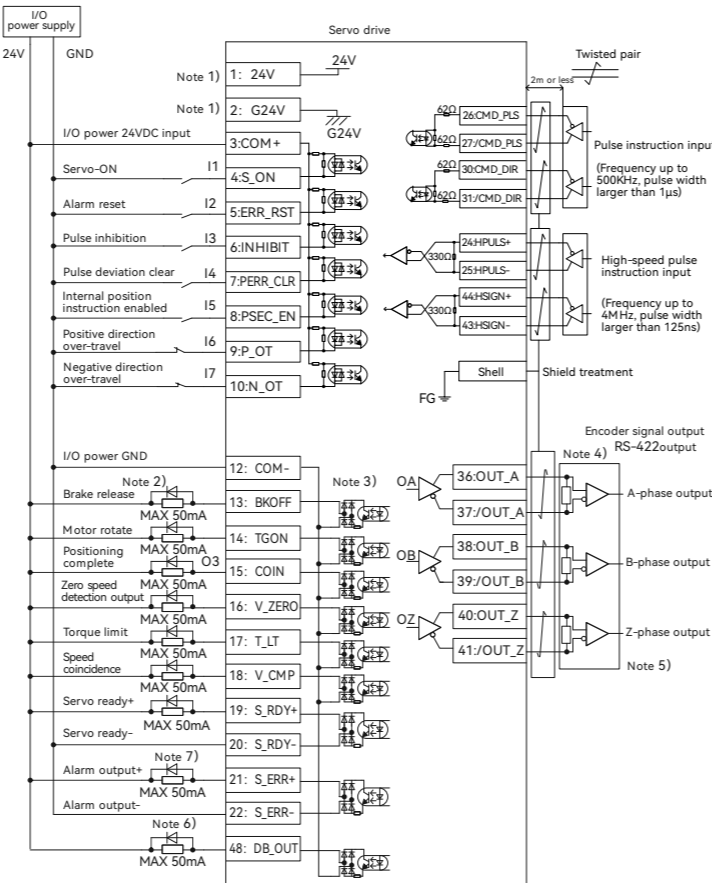 I/O
power supply
24V
GND
Servo drive
Note 1)
1: 24V
24V
Note 1)
2: G24V
G24V
I/O power 24VDC input
3:COM+
Servo-ON
I1
4:S_ON
Alarm reset
I2
5:ERR_RST
Pulse inhibition
I3
6:INHIBIT
Pulse deviation clear
I4
7:PERR_CLR
Internal position
instruction enabled
I5
8:PSEC_EN
Positive direction
over-travel
I6
9:P_OT
Negative direction
over-travel
I7
10:N_OT
Twisted pair
2m or less
62Ω
26:CMD_PLS
62Ω
27:/CMD_PLS
62Ω
30:CMD_DIR
62Ω
31:/CMD_DIR
Pulse instruction input
(Frequency up to
500KHz, pulse width
larger than 1μs)
24:HPULS+
330Ω
25:HPULS-
44:HSIGN+
330Ω
43:HSIGN-
High-speed pulse
instruction input
(Frequency up to
4MHz, pulse width
larger than 125ns)
Shell
Shield treatment
FG
I/O power GND
12: COM-
Note 2)
Note 3)
Brake release
MAX 50mA
13: BKOFF
Motor rotate
MAX 50mA
14: TGON
Positioning
complete
O3
MAX 50mA
15: COIN
Zero speed
detection output
MAX 50mA
16: V_ZERO
Torque limit
MAX 50mA
17: T_LT
Speed
coincidence
MAX 50mA
18: V_CMP
Servo ready+
MAX 50mA
19: S_RDY+
Servo ready-
20: S_RDY-
Note 7)
Alarm output+
MAX 50mA
21: S_ERR+
Alarm output-
22: S_ERR-
Note 6)
MAX 50mA
48: DB_OUT
Encoder signal output
RS-422output
Note 4)
OA
36:OUT_A
37:/OUT_A
A-phase output
OB
38:OUT_B
39:/OUT_B
B-phase output
OZ
40:OUT_Z
41:/OUT_Z
Z-phase output
Note 5)